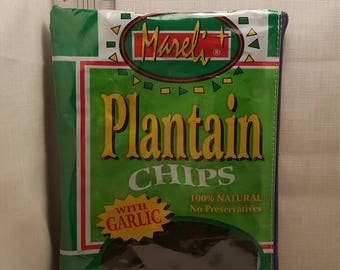 Mareli ®
Plantain
CHIPS
100% NATURAL
No Preservatives
WITH
GARLIC